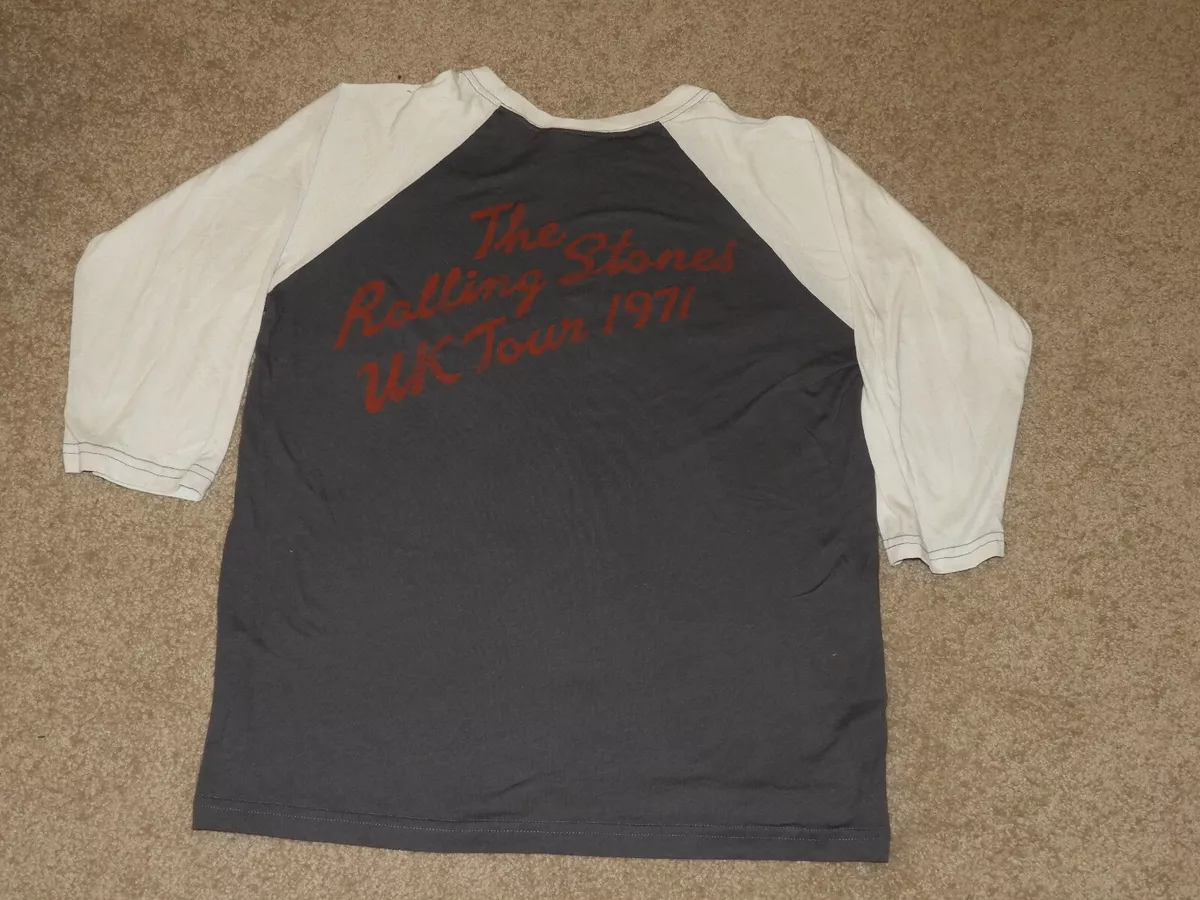 The
Rolling Stones
UK Tour 1971